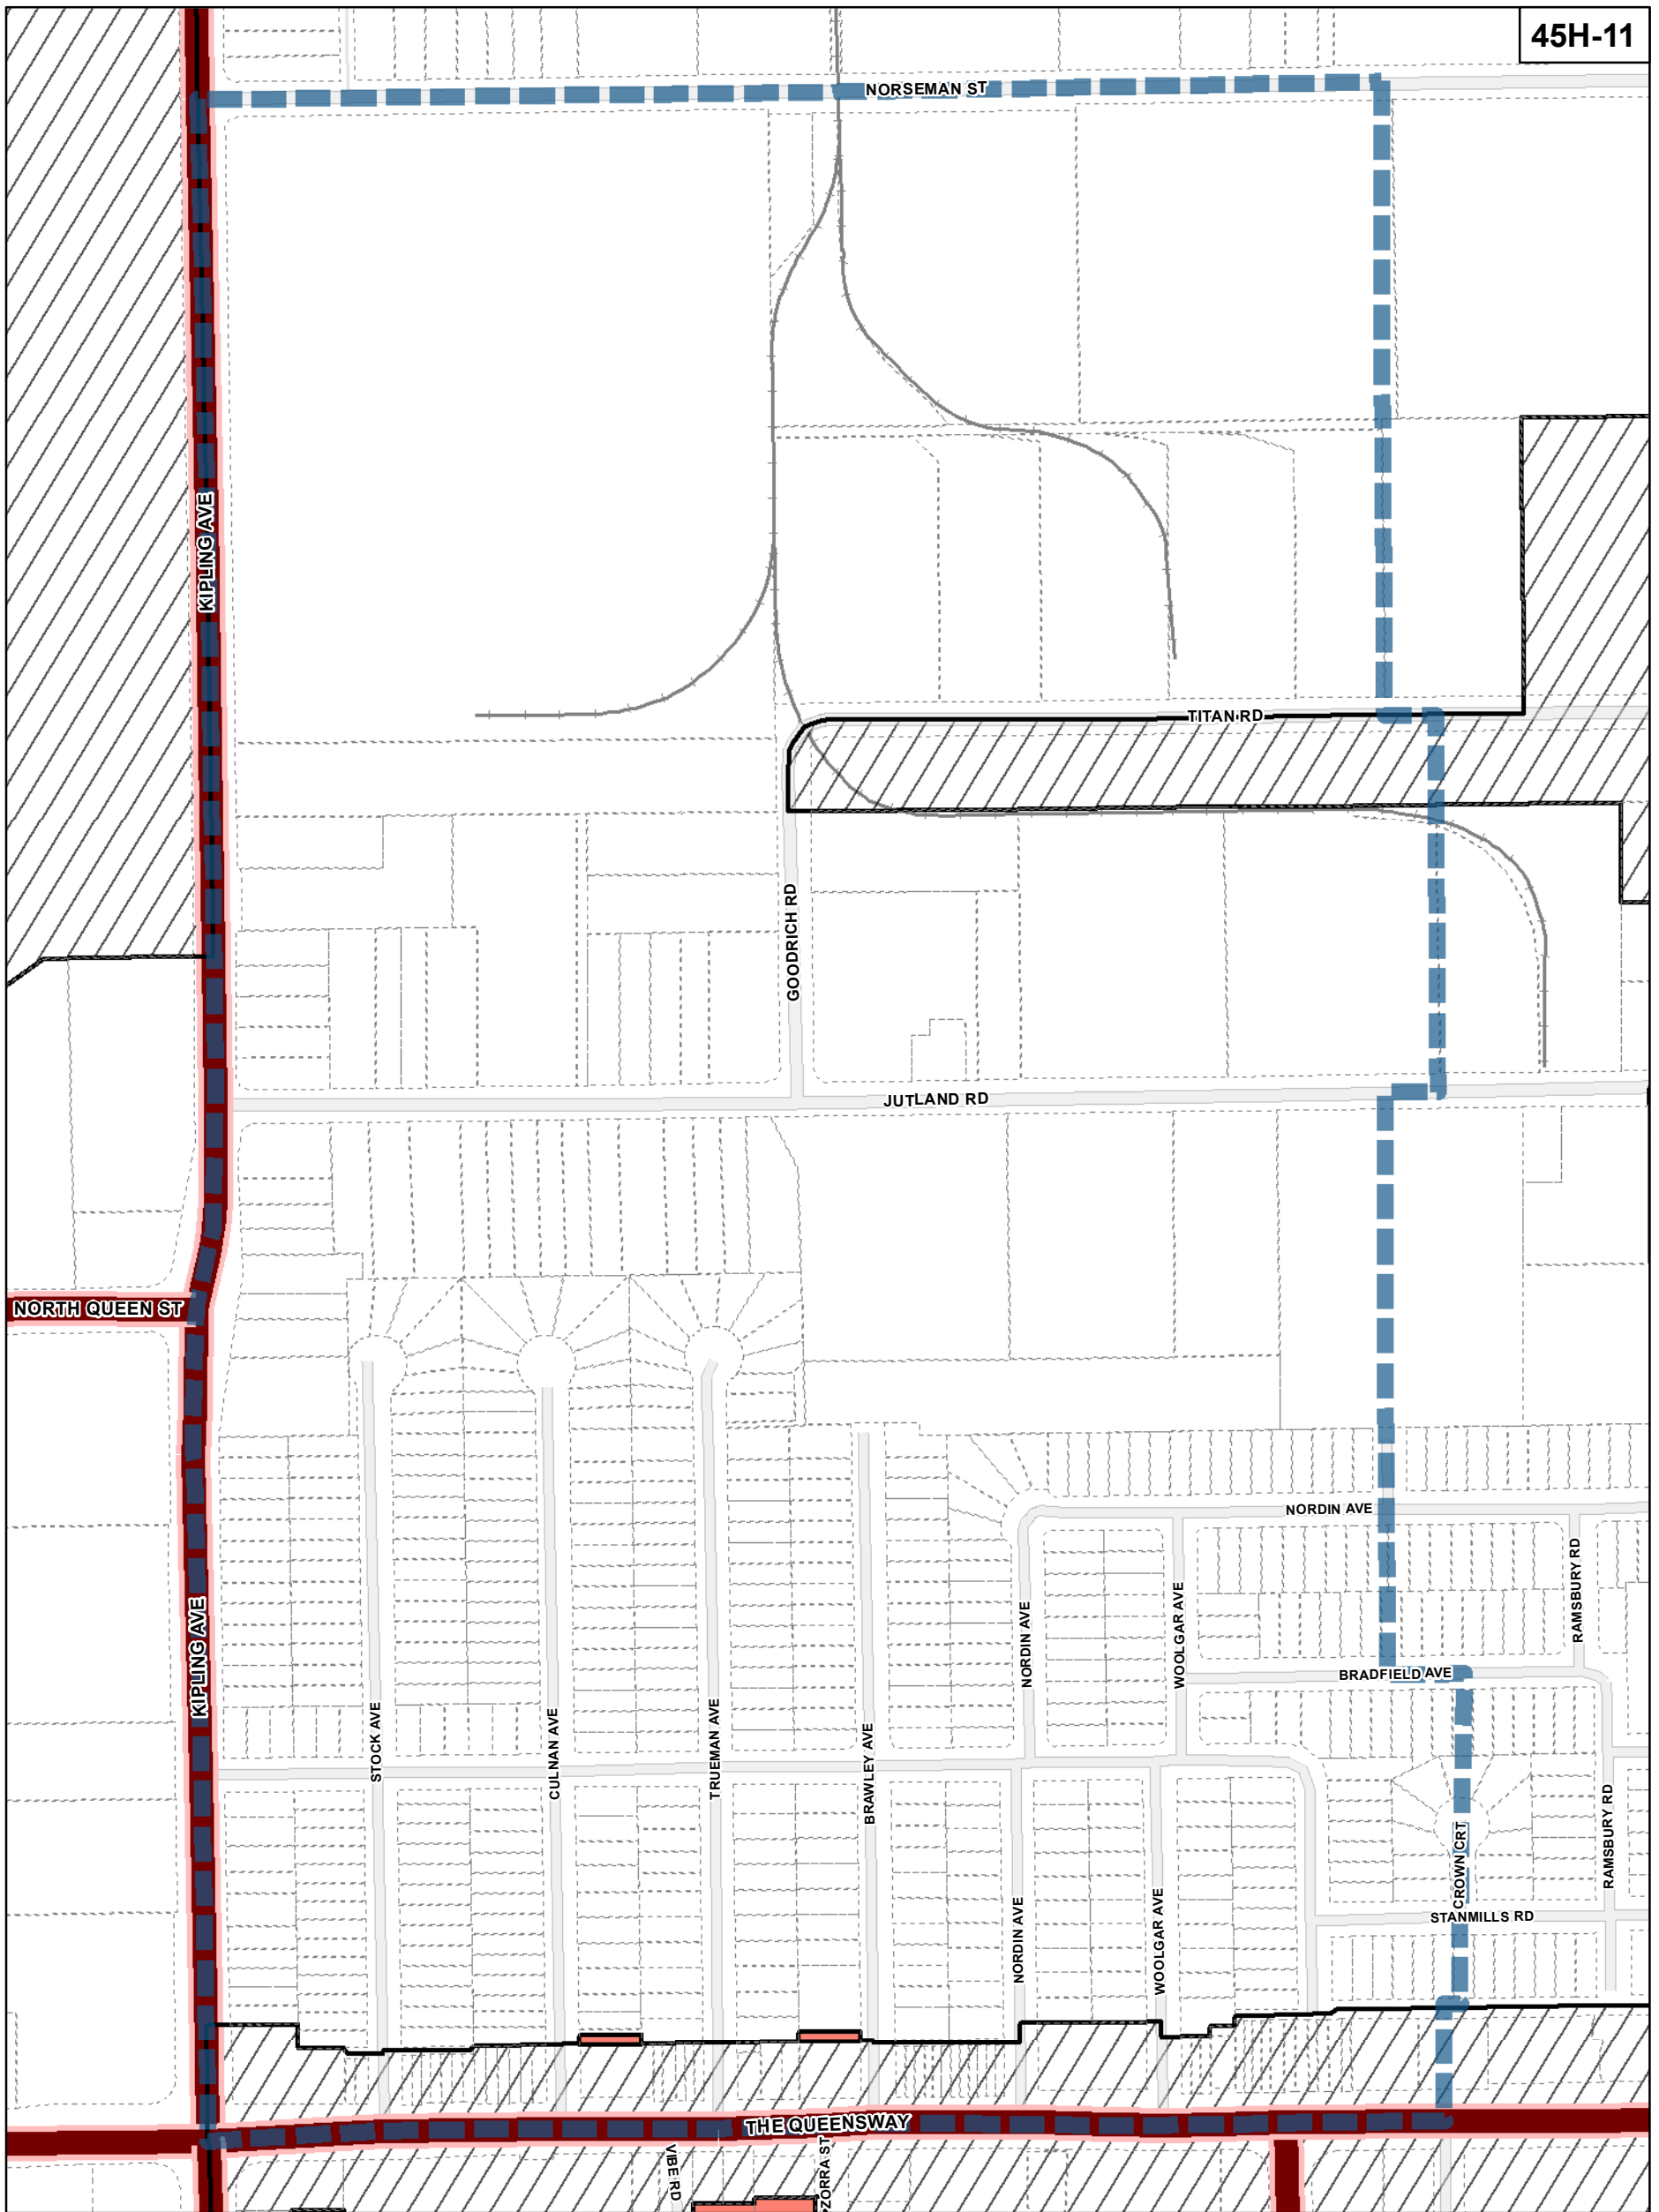 45H-11
NORSEMAN ST
KIPLING AVE
TITAN RD
GOODRICH RD
JUTLAND RD
NORTH QUEEN ST
NORDIN AVE
RAMSBURY RD
KIPLING AVE
NORDIN AVE
WOOLGAR AVE
BRADFIELD AVE
STOCK AVE
CULNAN AVE
TRUEMAN AVE
BRAWLEY AVE
RAMSBURY RD
CROWN CRT
STANMILLS RD
NORDIN AVE
WOOLGAR AVE
THE QUEENSWAY
VIBE RD
ZORRA ST